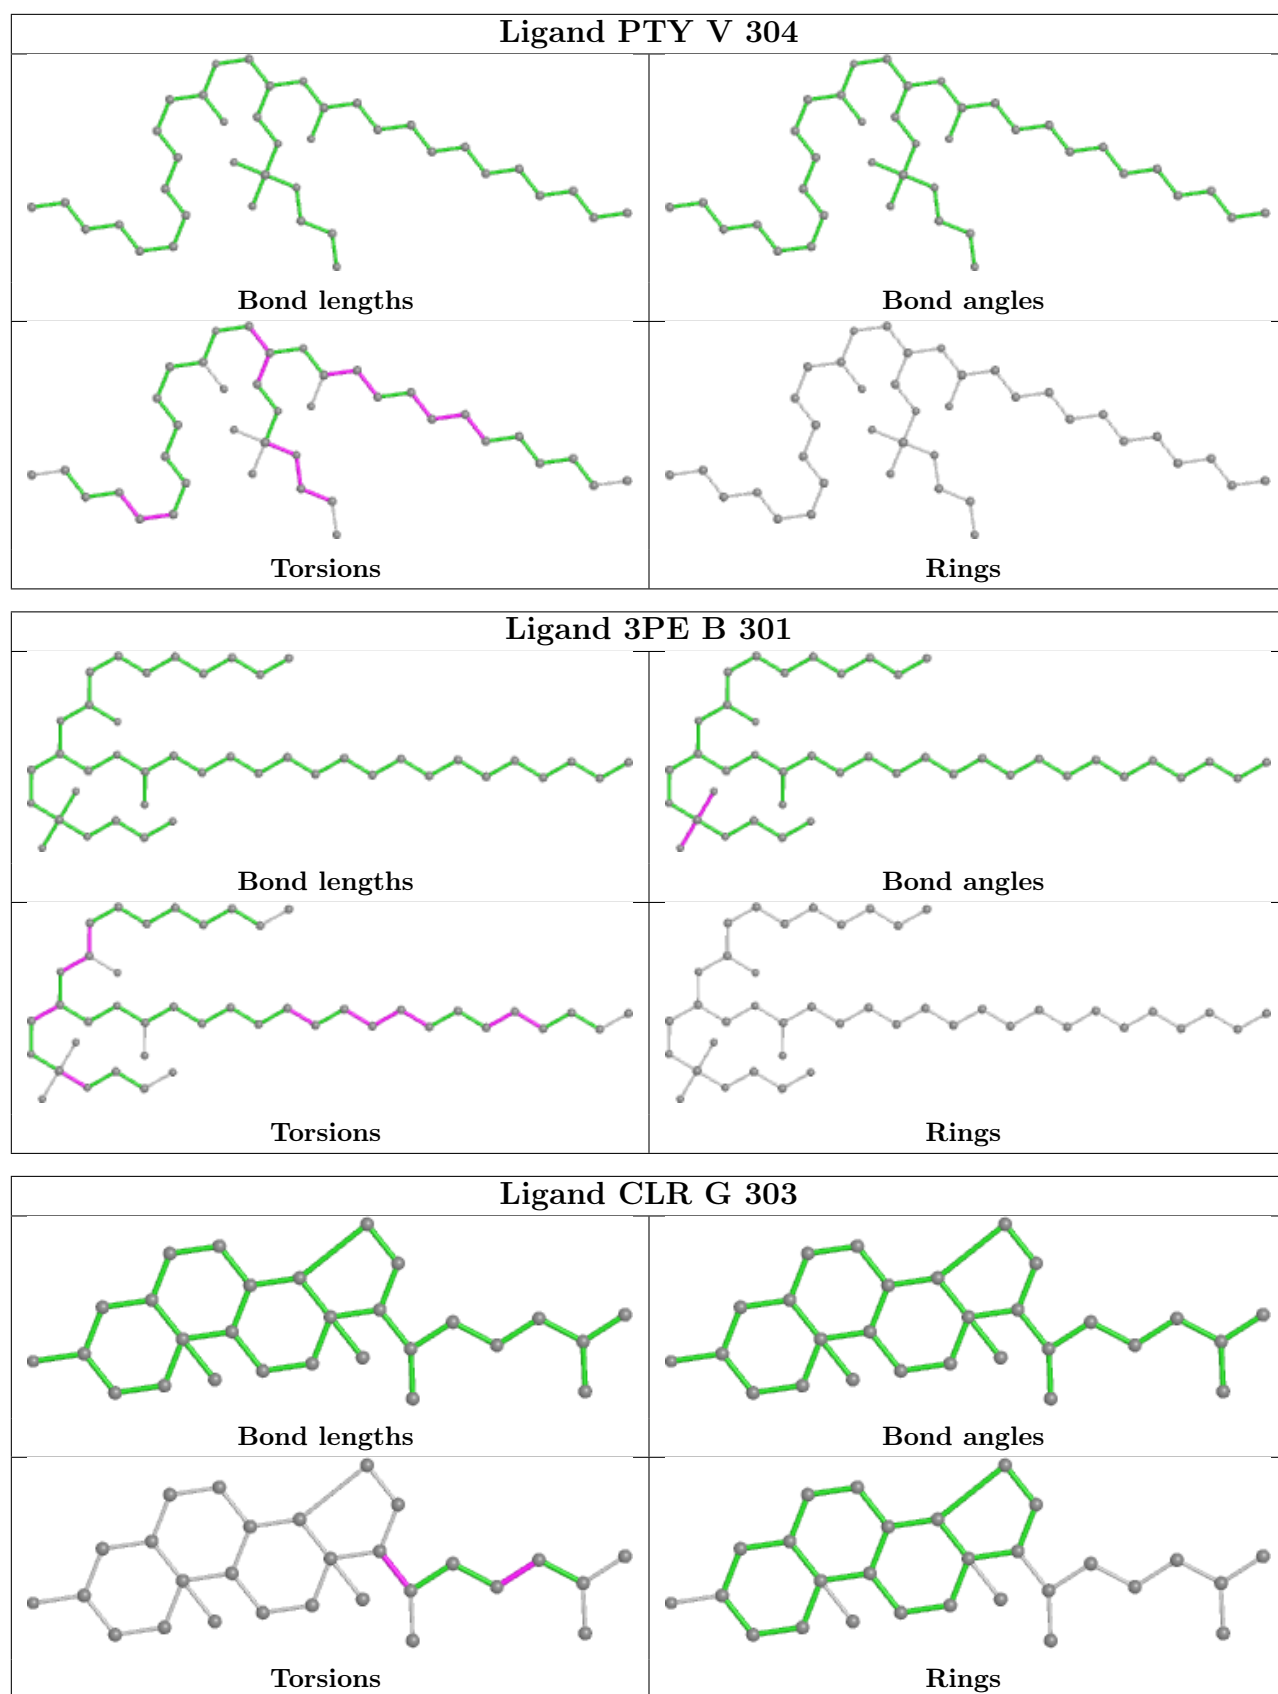 Ligand PTY V 304
Bond lengths
Bond angles
Torsions
Rings
Ligand 3PE B 301
Bond lengths
Bond angles
Torsions
Rings
Ligand CLR G 303
Bond lengths
Bond angles
Torsions
Rings